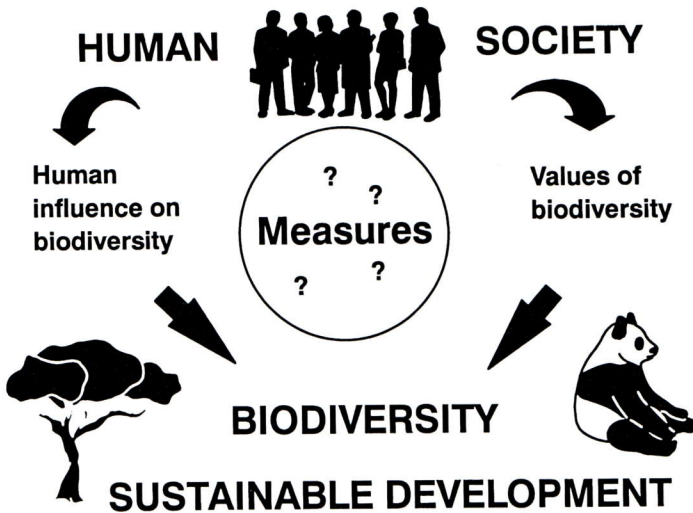 HUMAN SOCIETY
Human
influence on
biodiversity
?
?
Measures
?
?
Values of
biodiversity
BIODIVERSITY
SUSTAINABLE DEVELOPMENT